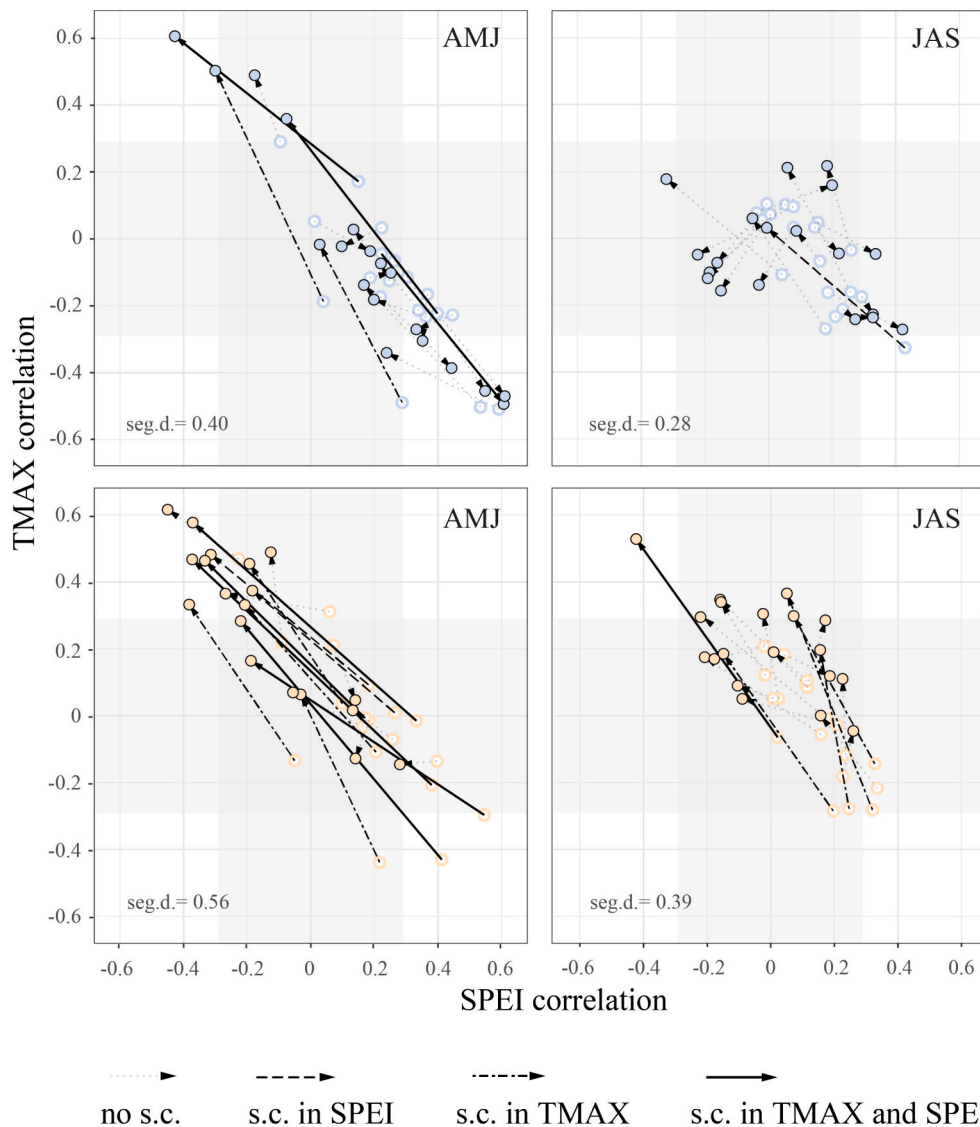 AMJ
JAS
0.6
0.4
0.2
0
-0.2
-0.4
-0.6
seg.d.= 0.40
seg.d.= 0.28
TMAX correlation
AMJ
JAS
0.6
0.4
0.2
0
-0.2
-0.4
-0.6
seg.d.= 0.56
seg.d.= 0.39
-0.6 -0.4 -0.2 0 0.2 0.4 0.6 -0.6 -0.4 -0.2 0 0.2 0.4 0.6
SPEI correlation
no s.c. s.c. in SPEI s.c. in TMAX s.c. in TMAX and SPE